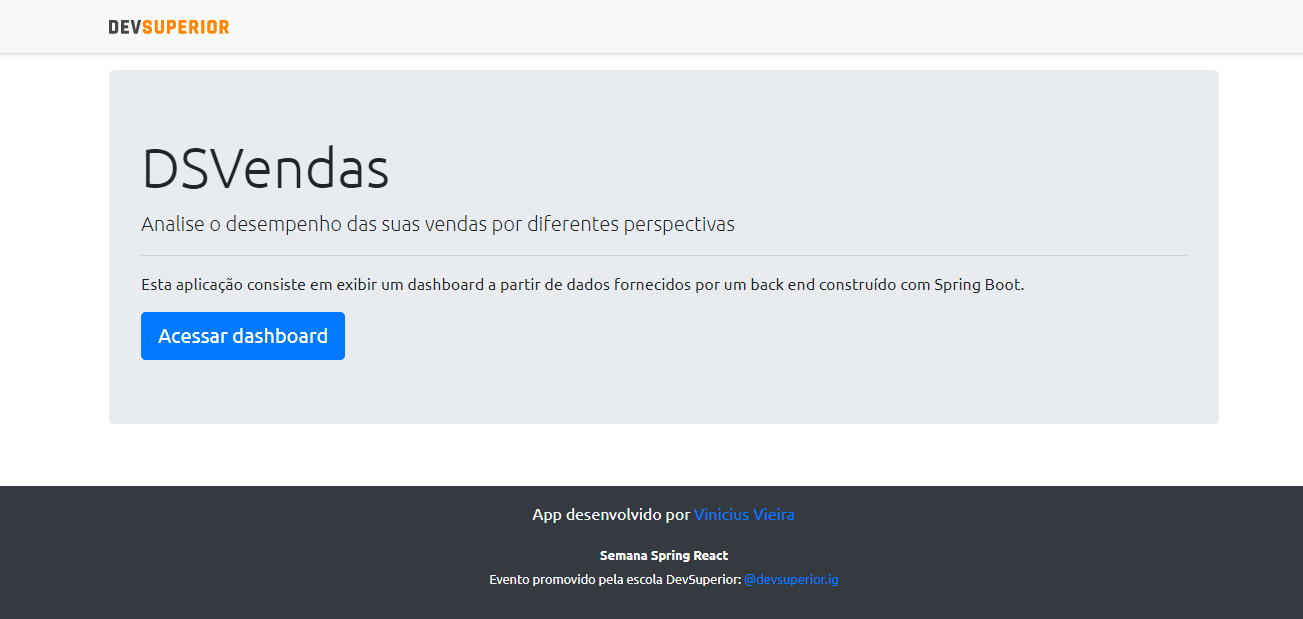 DEVSUPERIOR
DSVendas
Analise o desempenho das suas vendas por diferentes perspectivas
Esta aplicação consiste em exibir um dashboard a partir de dados fornecidos por um back end construído com Spring Boot.
Acessar dashboard
App desenvolvido por Vinicius Vieira
Semana Spring React
Evento promovido pela escola DevSuperior: @devsuperior.ig